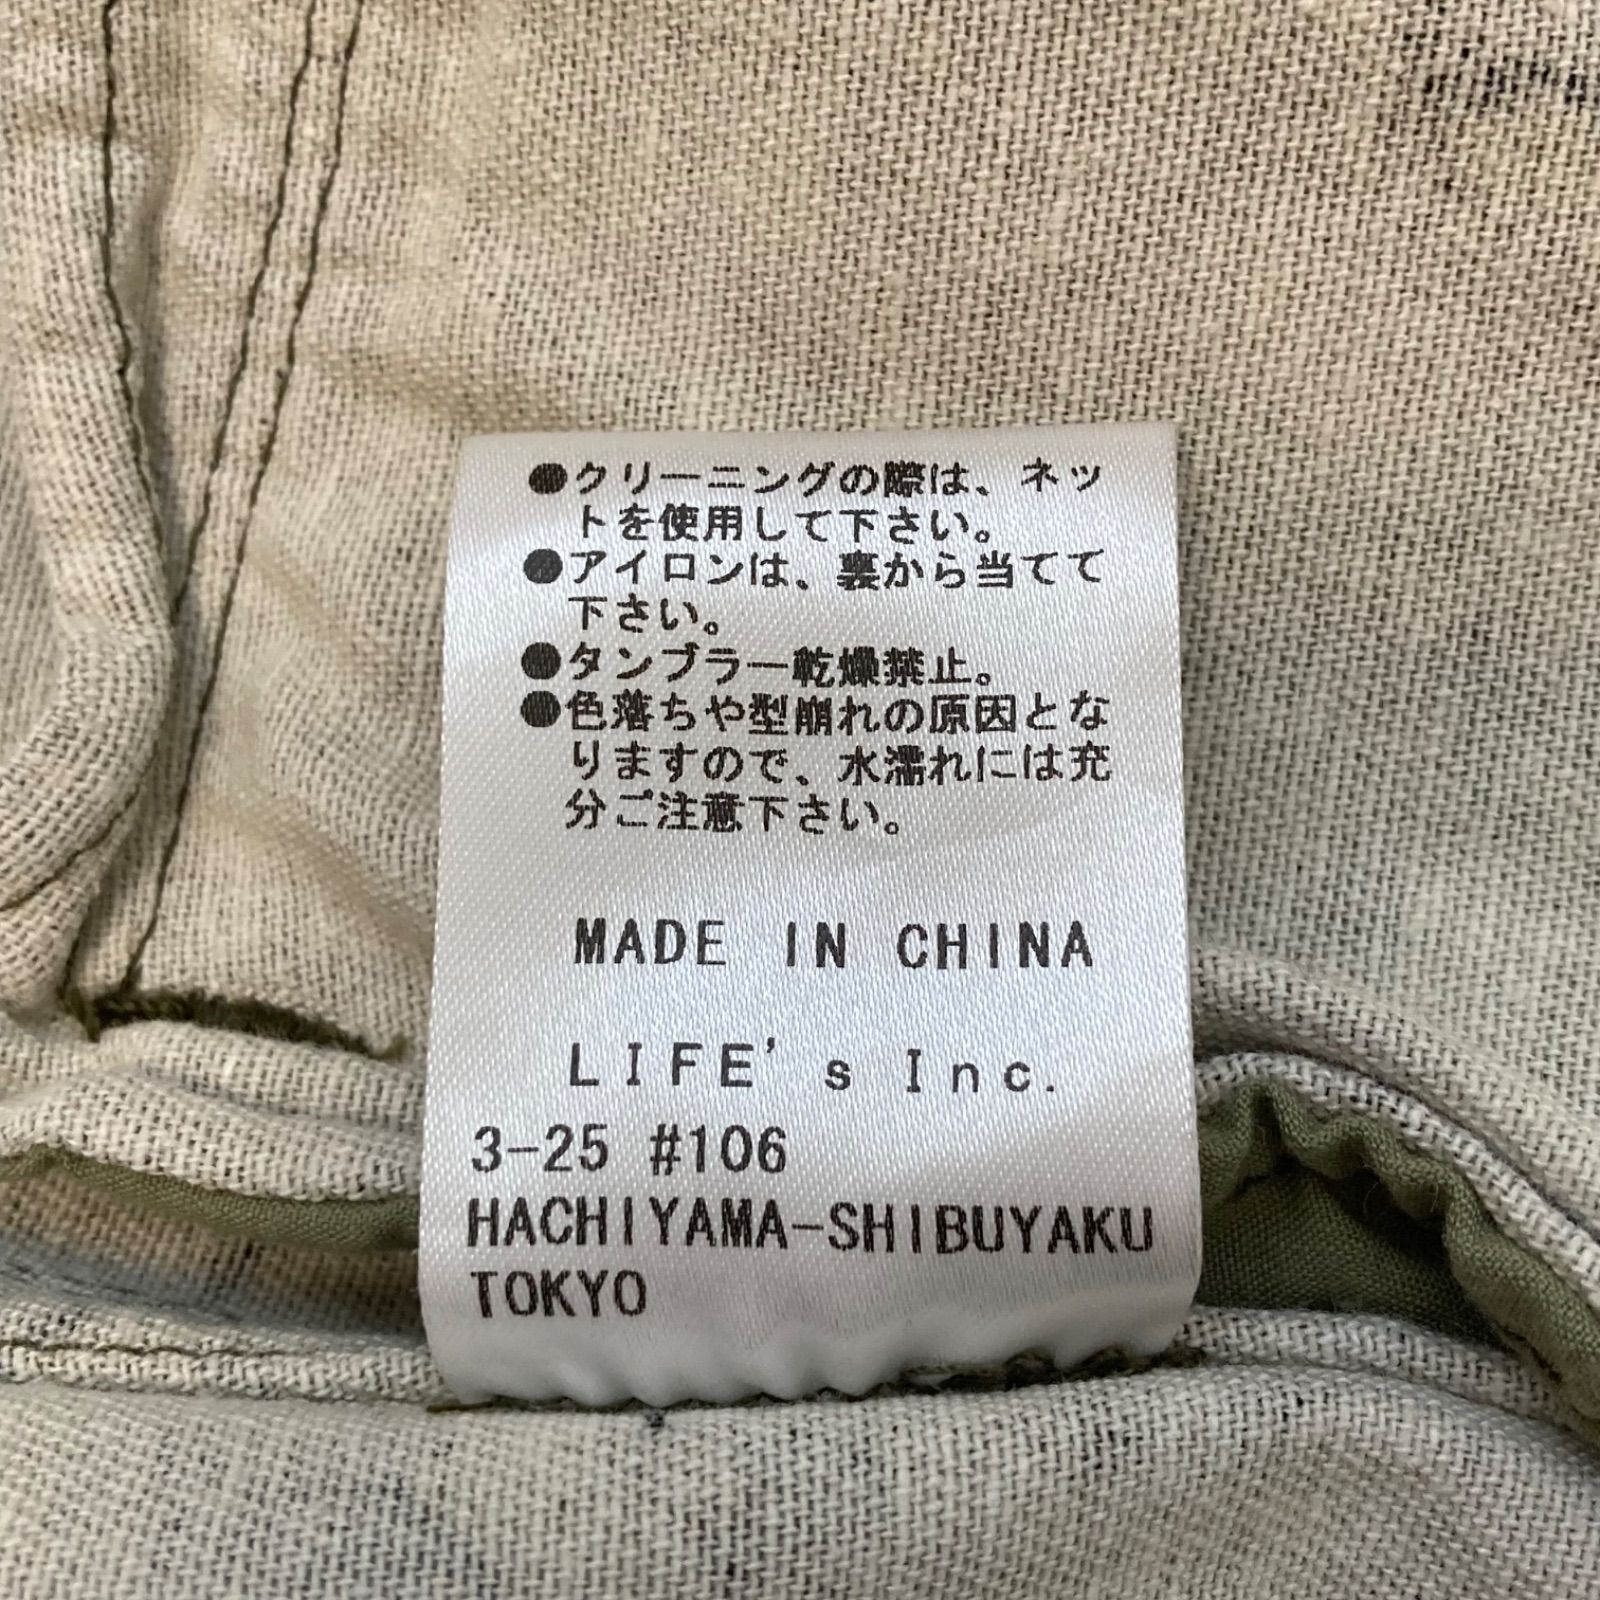 ●クリーニングの際は、ネッ
トを使用して下さい。
●アイロンは、裏から当てて
下さい。
●タンブラー乾燥禁止。
●色落ちや型崩れの原因とな
りますので、水濡れには充
分ご注意下さい。
MADE IN CHINA
LIFE's Inc.
3-25 #106
HACHIYAMA-SHIBUYAKU
TOKYO